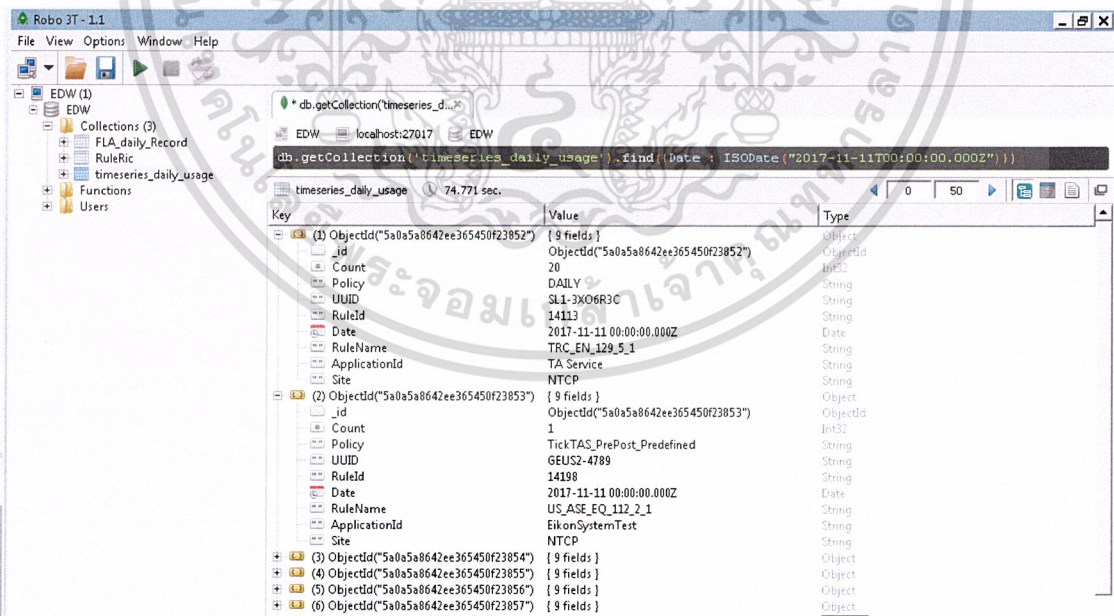 Robo 3T - 1.1
File View Options Window Help
EDW (1)
EDW
Collections (3)
FLA_daily_Record
RuleRic
timeseries_daily_usage
Functions
Users
* db.getCollection('timeseries_d...
EDW localhost:27017 EDW
db.getCollection('timeseries_daily_usage').find({Date : ISODate("2017-11-11T00:00:00.000Z")})
timeseries_daily_usage 74.771 sec. 0 50
Key Value Type
(1) ObjectId("5a0a5a8642ee365450f23852") { 9 fields } Object
_id ObjectId("5a0a5a8642ee365450f23852") ObjectId
Count 20 Int32
Policy DAILY String
UUID SL1-3XO6R3C String
RuleId 14113 String
Date 2017-11-11 00:00:00.000Z Date
RuleName TRC_EN_129_5_1 String
ApplicationId TA Service String
Site NTCP String
(2) ObjectId("5a0a5a8642ee365450f23853") { 9 fields } Object
_id ObjectId("5a0a5a8642ee365450f23853") ObjectId
Count 1 Int32
Policy TickTAS_PrePost_Predefined String
UUID GEUS2-4789 String
RuleId 14198 String
Date 2017-11-11 00:00:00.000Z Date
RuleName US_ASE_EQ_112_2_1 String
ApplicationId EikonSystemTest String
Site NTCP String
(3) ObjectId("5a0a5a8642ee365450f23854") { 9 fields } Object
(4) ObjectId("5a0a5a8642ee365450f23855") { 9 fields } Object
(5) ObjectId("5a0a5a8642ee365450f23856") { 9 fields } Object
(6) ObjectId("5a0a5a8642ee365450f23857") { 9 fields } Object